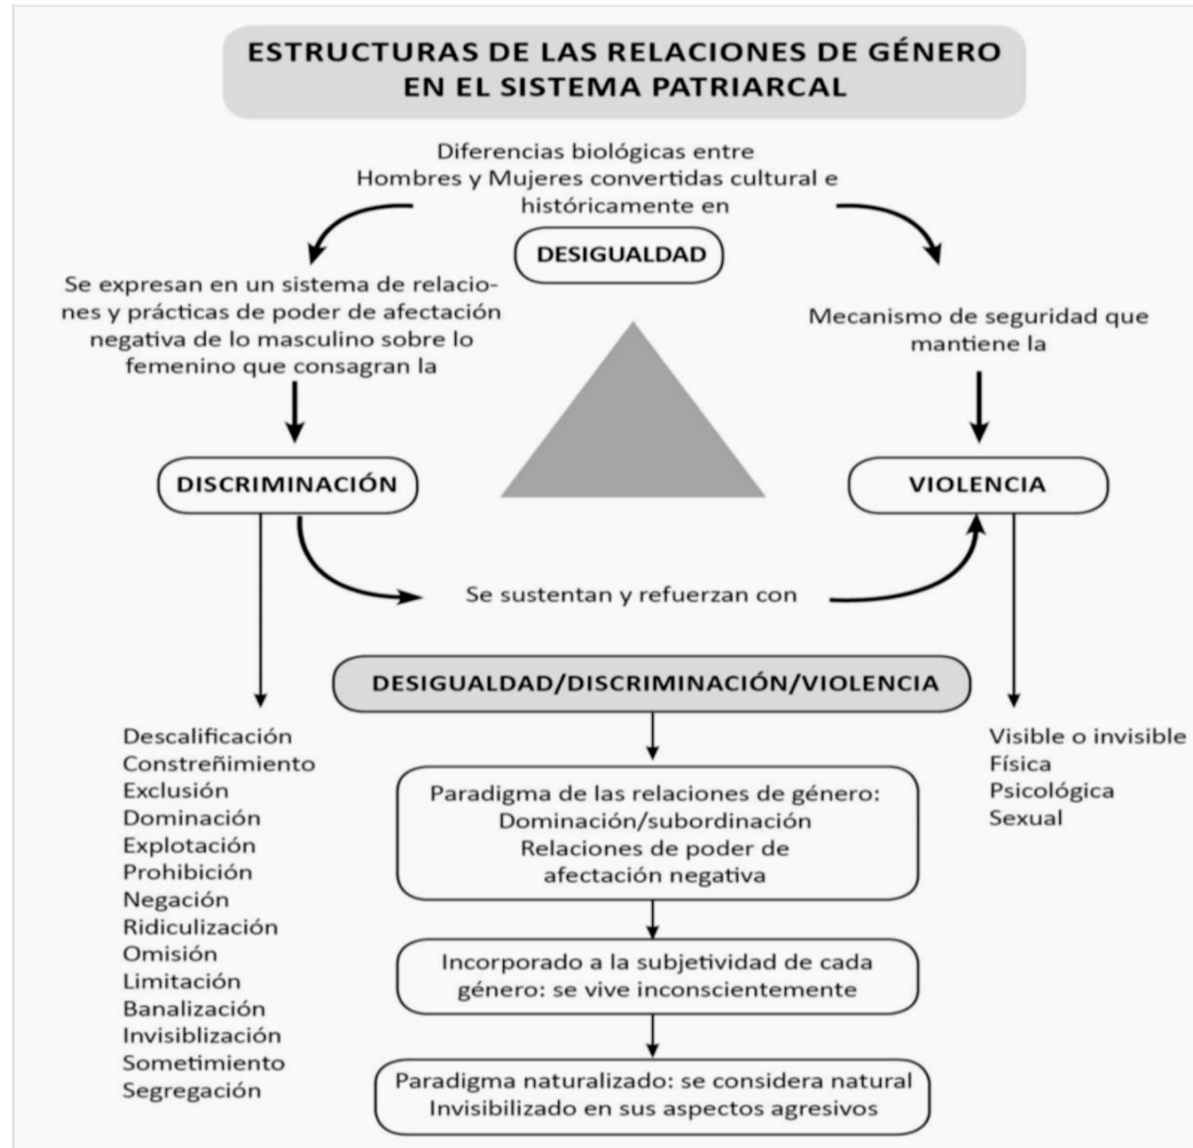 ESTRUCTURAS DE LAS RELACIONES DE GÉNERO
EN EL SISTEMA PATRIARCAL
Diferencias biológicas entre
Hombres y Mujeres convertidas cultural e
históricamente en
DESIGUALDAD
Se expresan en un sistema de relacio-
nes y prácticas de poder de afectación
negativa de lo masculino sobre lo
femenino que consagran la
Mecanismo de seguridad que
mantiene la
DISCRIMINACIÓN
VIOLENCIA
Se sustentan y refuerzan con
DESIGUALDAD/DISCRIMINACIÓN/VIOLENCIA
Descalificación
Constreñimiento
Exclusión
Dominación
Explotación
Prohibición
Negación
Ridiculización
Omisión
Limitación
Banalización
Invisiblización
Sometimiento
Segregación
Paradigma de las relaciones de género:
Dominación/subordinación
Relaciones de poder de
afectación negativa
Incorporado a la subjetividad de cada
género: se vive inconscientemente
Paradigma naturalizado: se considera natural
Invisibilizado en sus aspectos agresivos
Visible o invisible
Física
Psicológica
Sexual